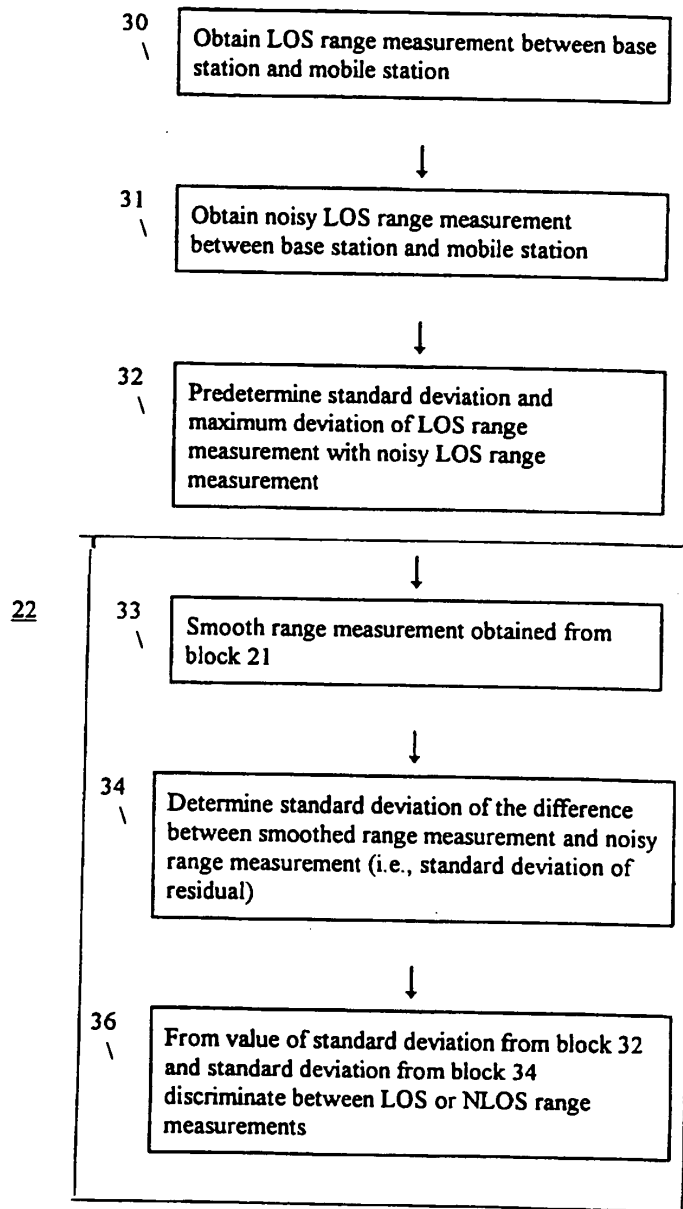 30
Obtain LOS range measurement between base
station and mobile station
31
Obtain noisy LOS range measurement
between base station and mobile station
32
Predetermine standard deviation and
maximum deviation of LOS range
measurement with noisy LOS range
measurement
22
33
Smooth range measurement obtained from
block 21
34
Determine standard deviation of the difference
between smoothed range measurement and noisy
range measurement (i.e., standard deviation of
residual)
36
From value of standard deviation from block 32
and standard deviation from block 34
discriminate between LOS or NLOS range
measurements